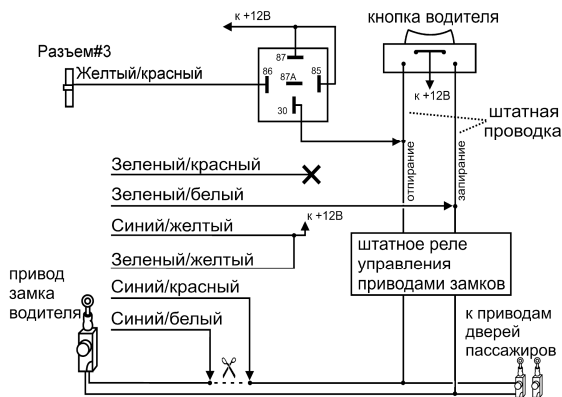 к +12В
кнопка водителя
Разъем#3
Желтый/красный
87
86
87А
85
30
к +12В
штатная
проводка
отпирание
запирание
Зеленый/красный
Зеленый/белый
Синий/желтый
к +12В
Зеленый/желтый
штатное реле
управления
приводами замков
привод
замка
водителя
Синий/красный
Синий/белый
к приводам
дверей
пассажиров